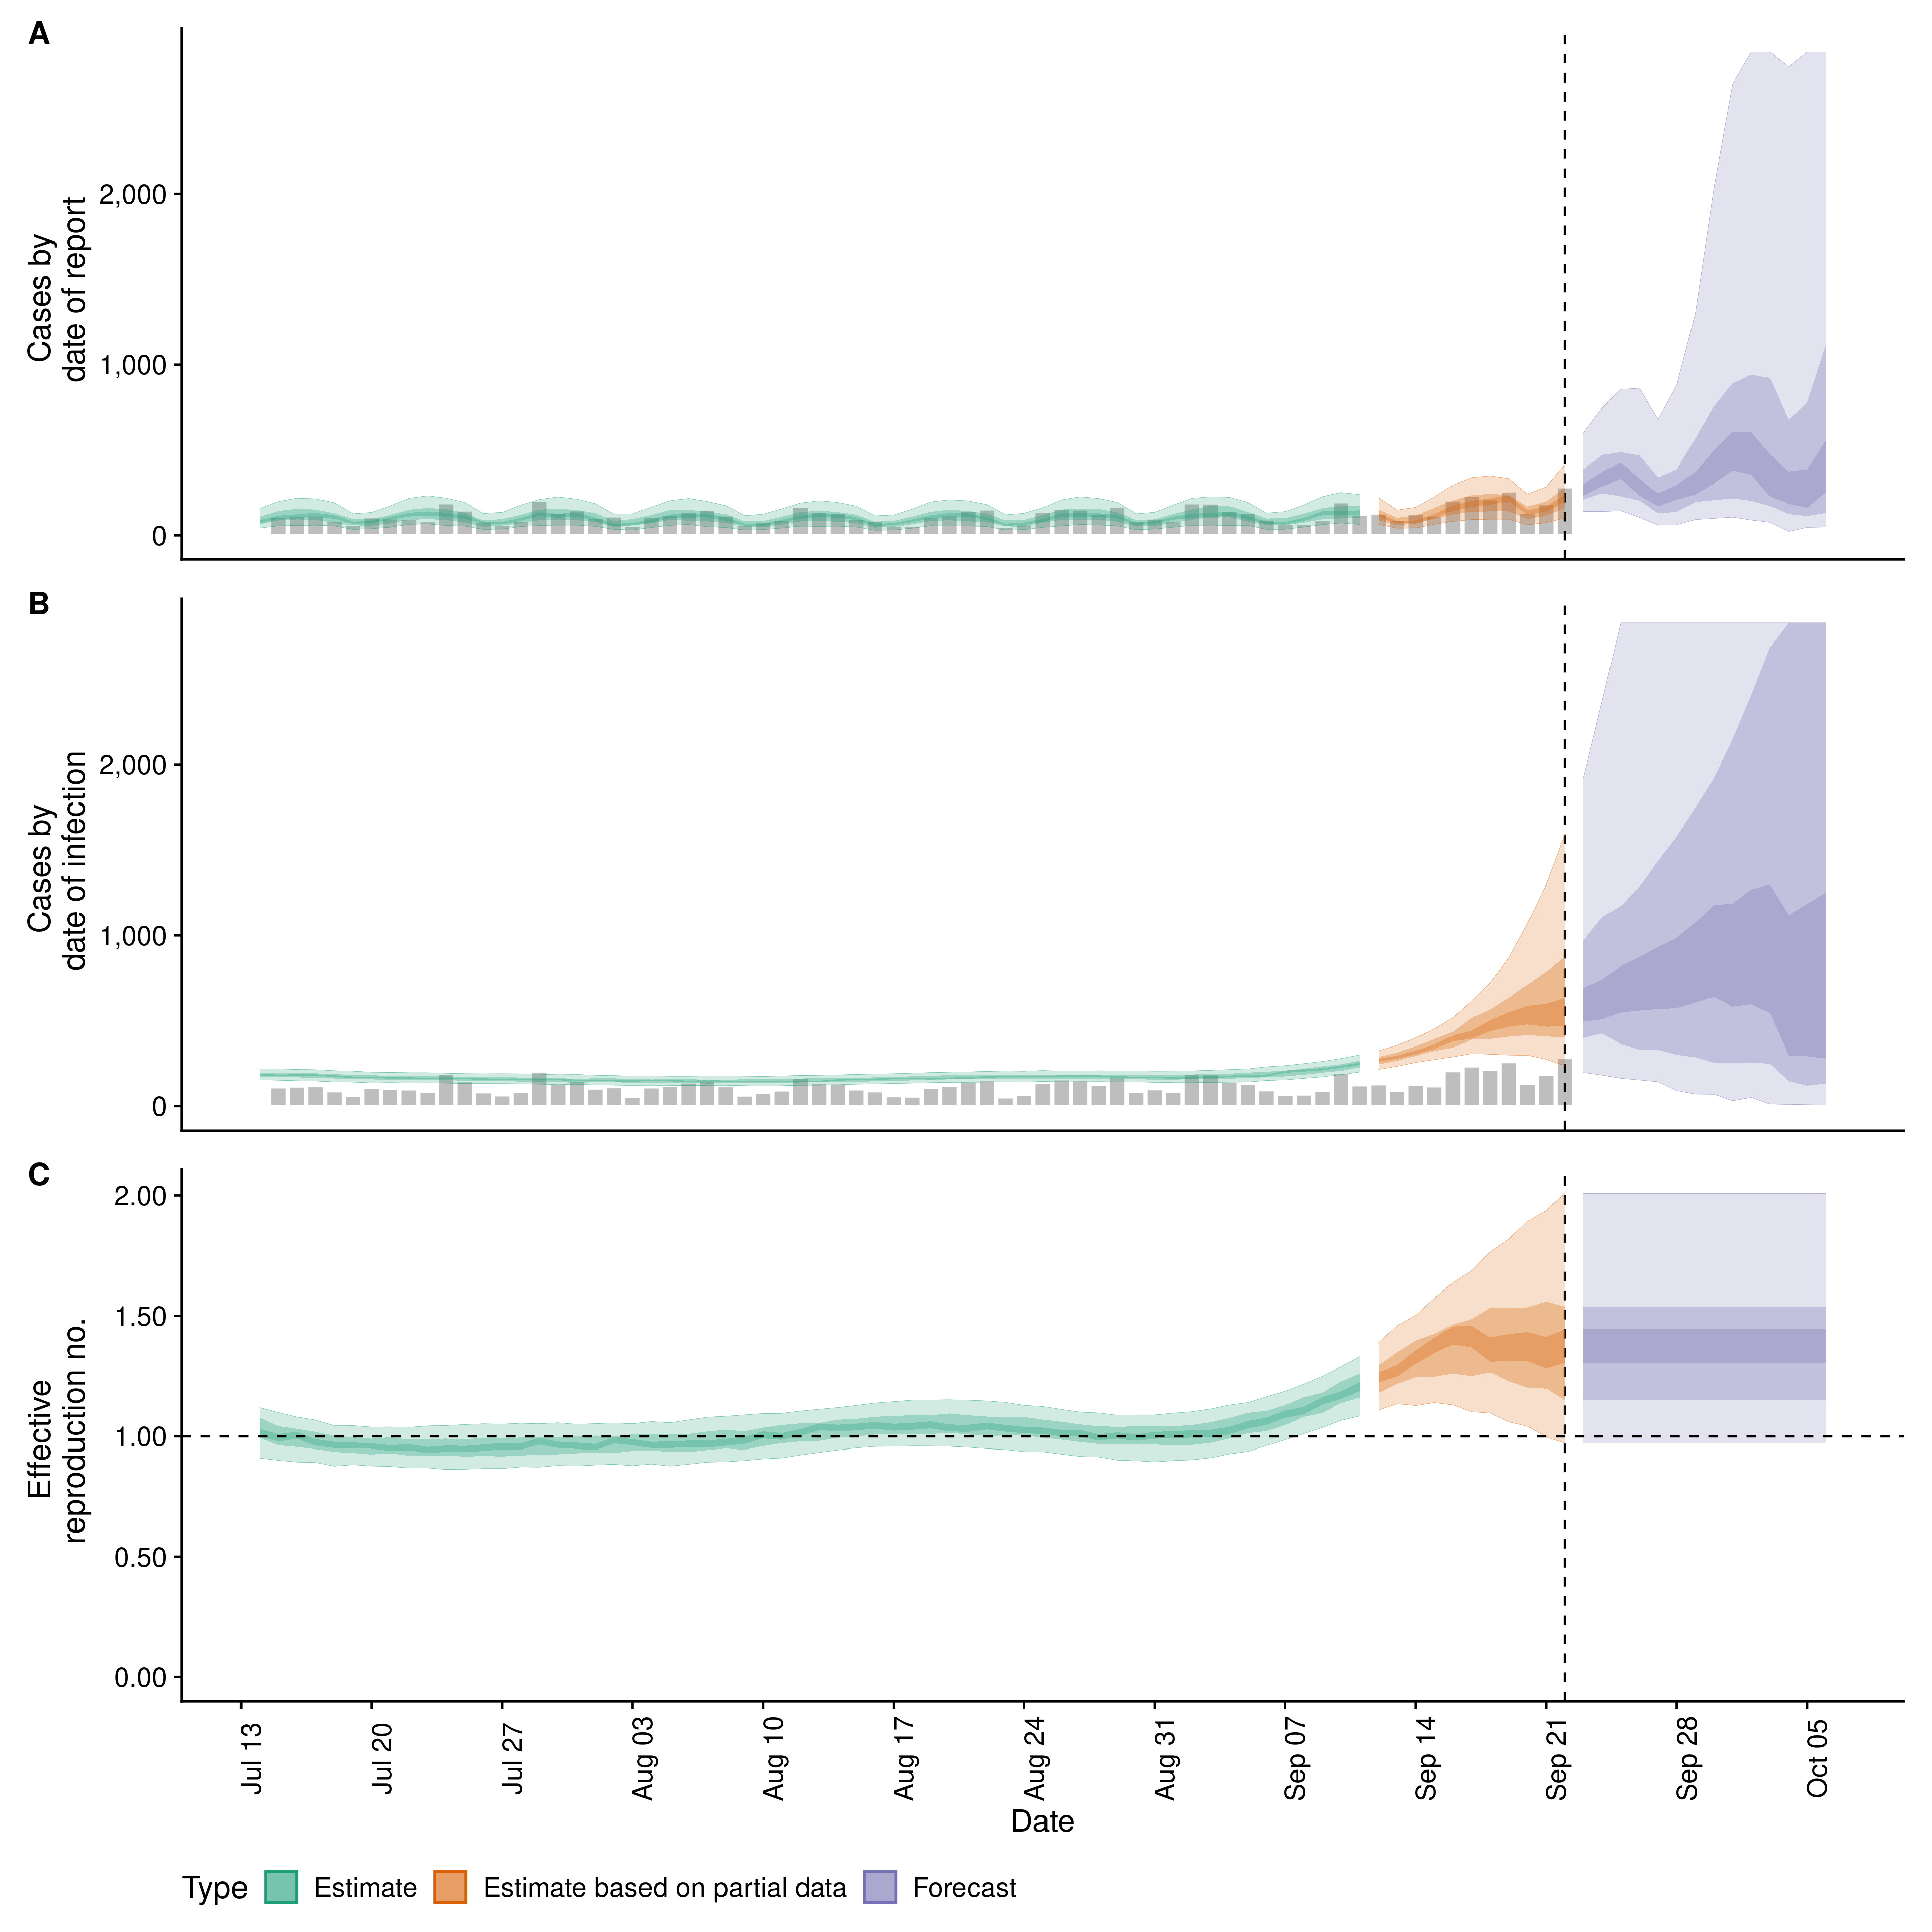 A
Cases by
date of report
2,000
1,000
0
B
Cases by
date of infection
2,000
1,000
0
C
Effective
reproduction no.
2.00
1.50
1.00
0.50
0.00
Jul 13
Jul 20
Jul 27
Aug 03
Aug 10
Aug 17
Aug 24
Aug 31
Sep 07
Sep 14
Sep 21
Sep 28
Oct 05
Date
Type Estimate Estimate based on partial data Forecast